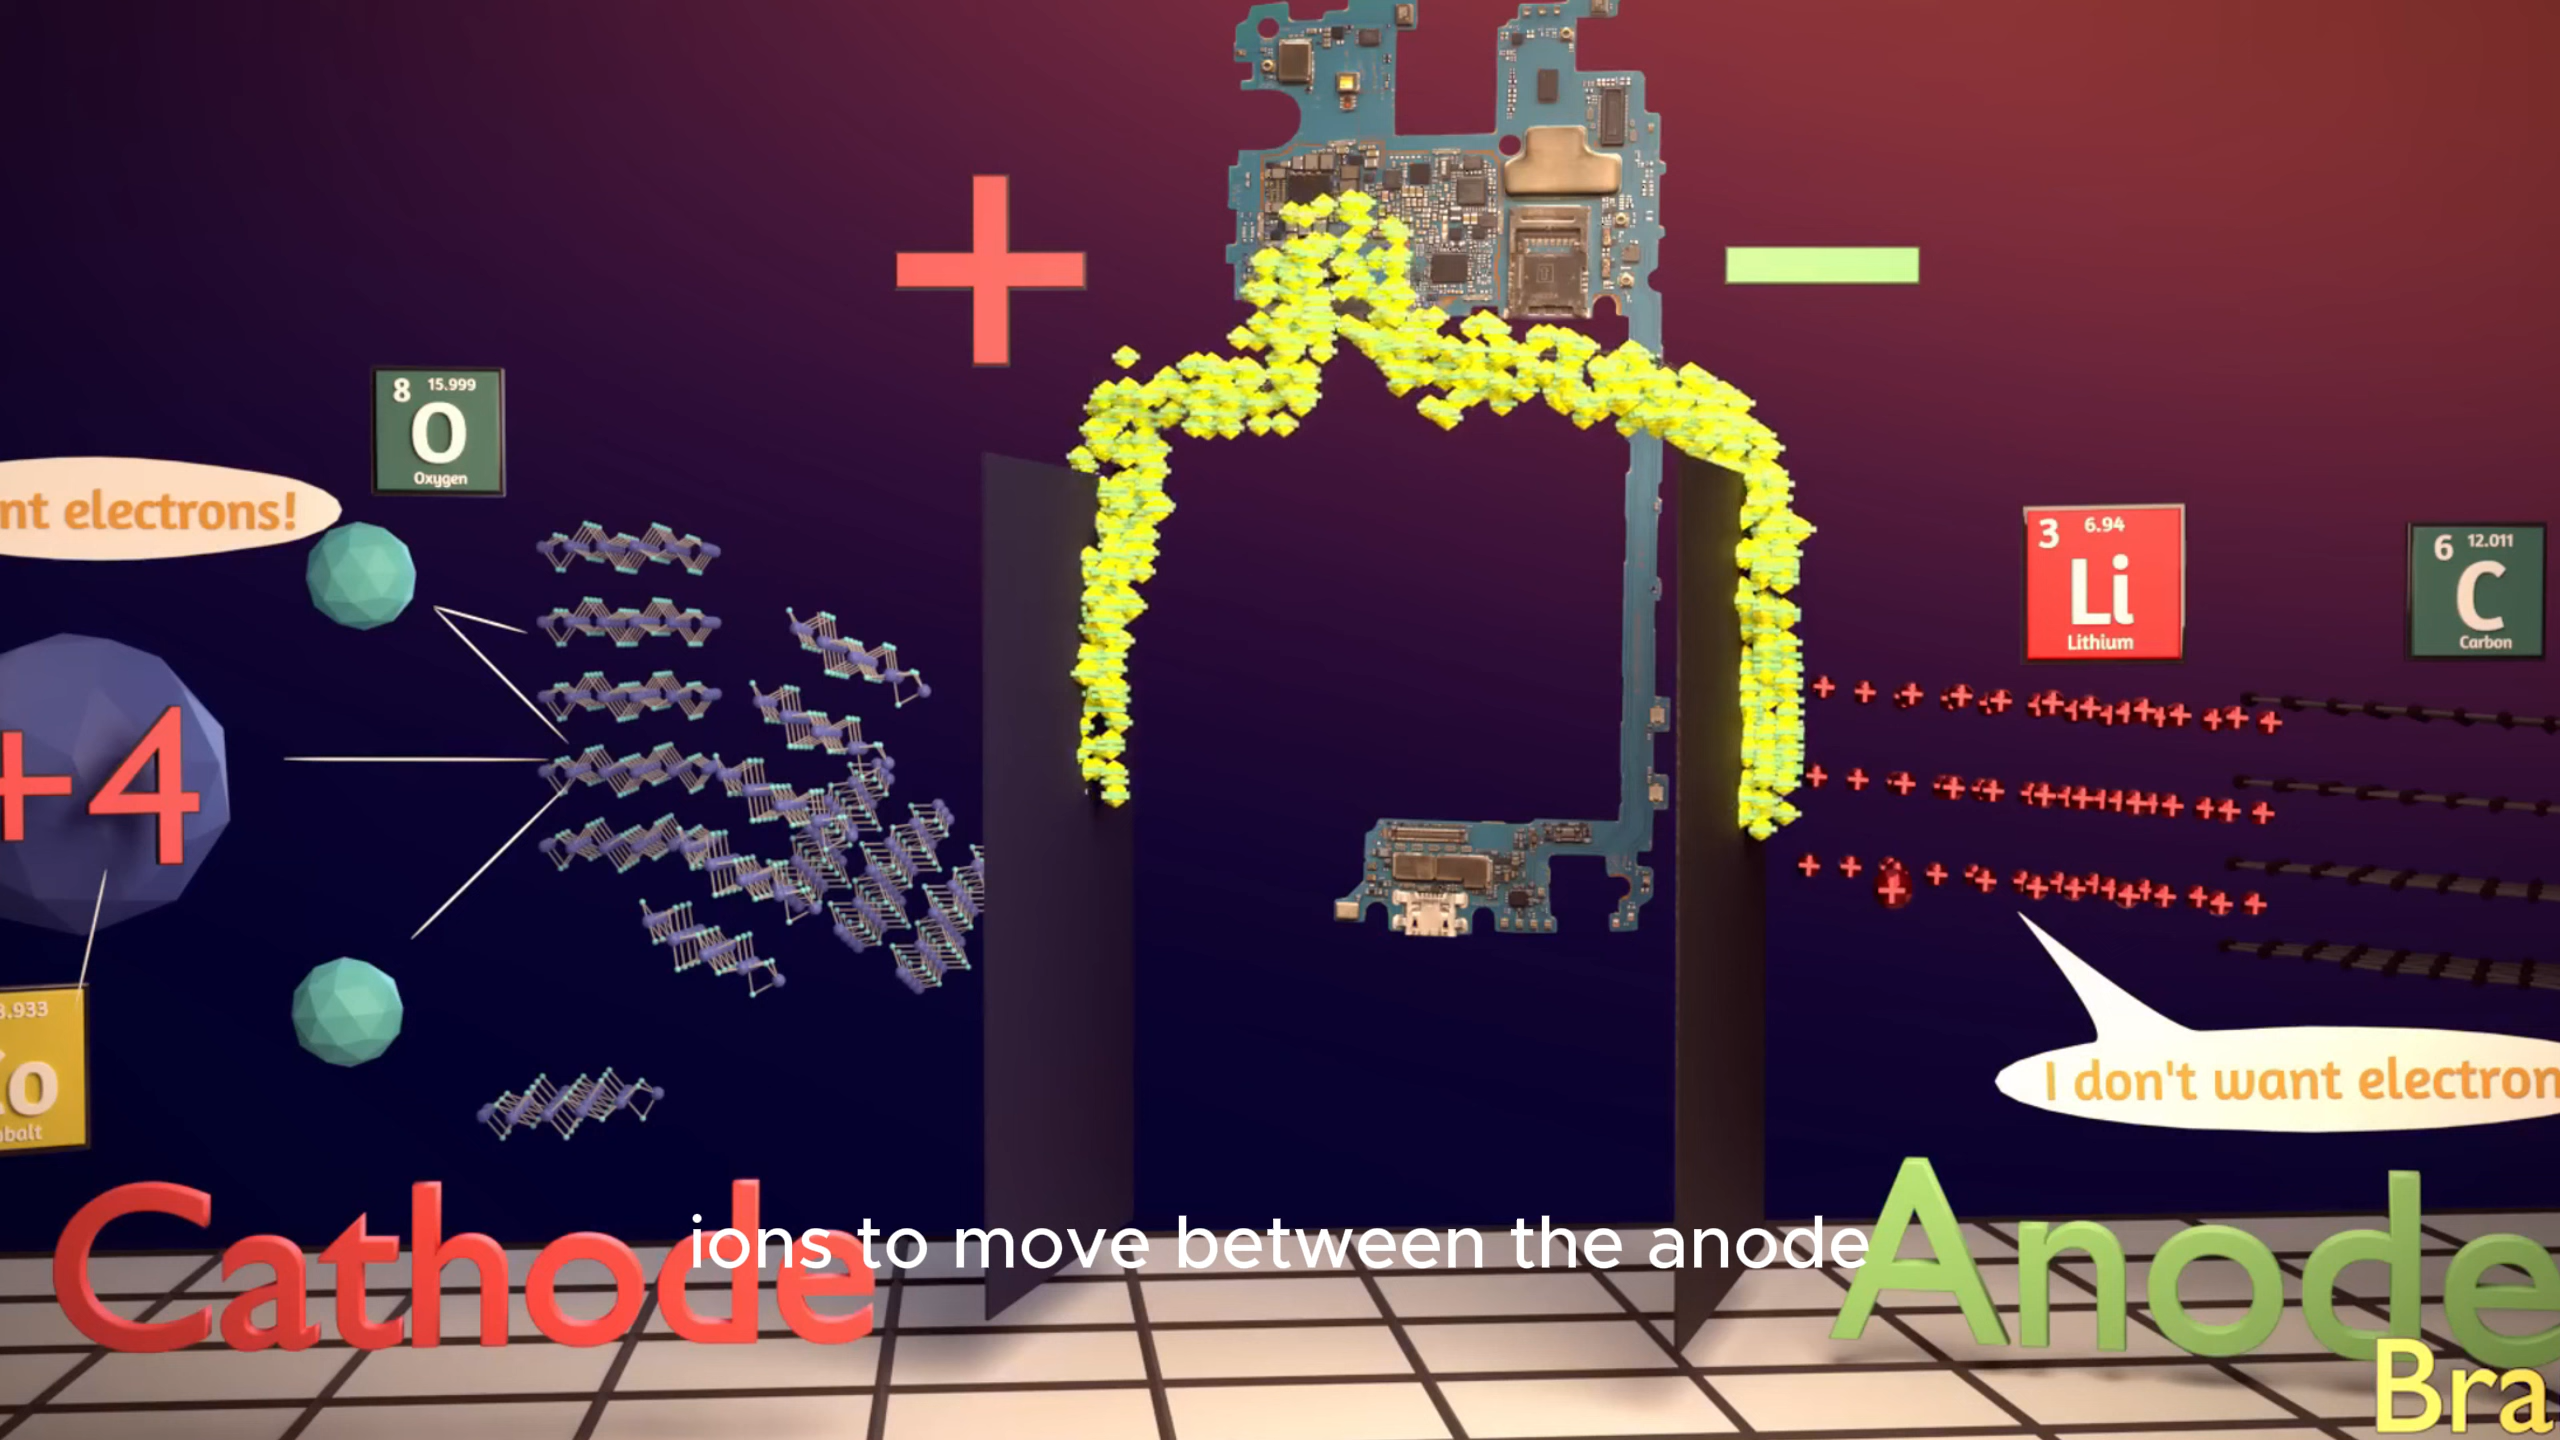 8 15.999
O
Oxygen
nt electrons!
3 6.94
Li
Lithium
6 12.011
C
Carbon
+4
I don't want electron
Cathode
Anode
ions to move between the anode
Bra